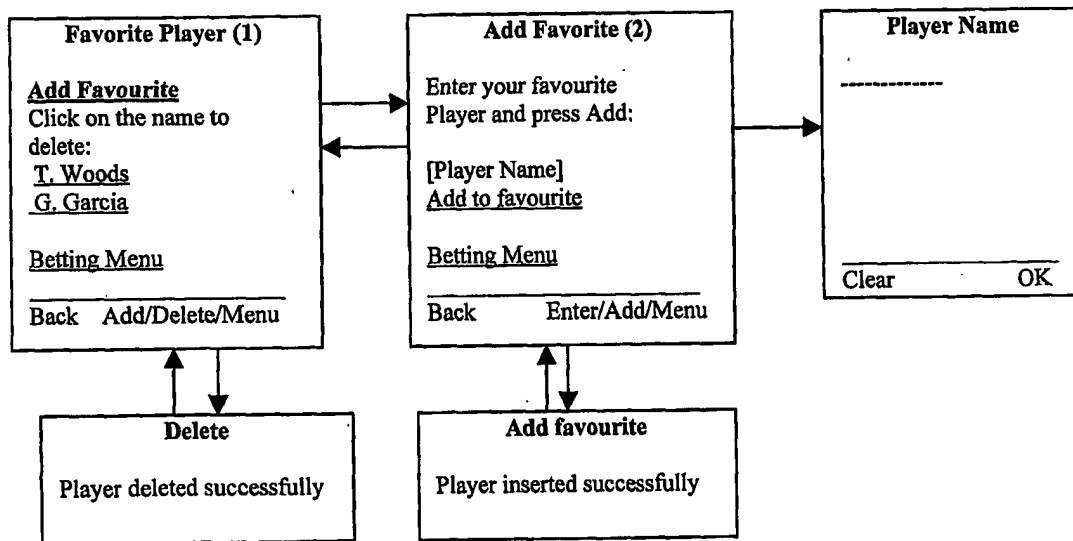 Favorite Player (1)
Add Favourite
Click on the name to
delete:
T. Woods
G. Garcia
Betting Menu
Back Add/Delete/Menu
Add Favorite (2)
Enter your favourite
Player and press Add:
[Player Name]
Add to favourite
Betting Menu
Back Enter/Add/Menu
Player Name
-------------
Clear OK
Delete
Player deleted successfully
Add favourite
Player inserted successfully